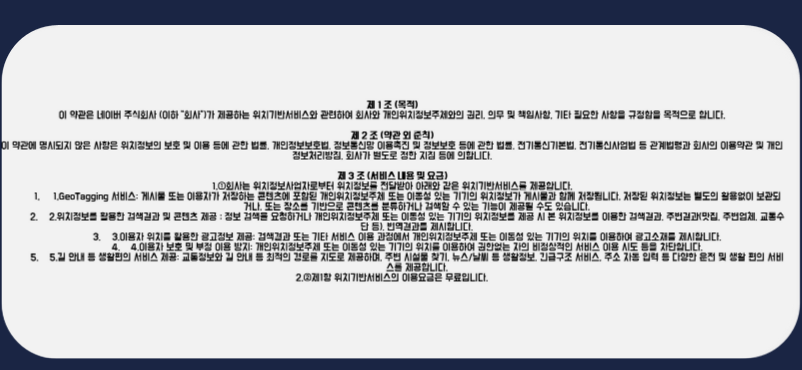 제 1 조 (목적)
이 약관은 네이버 주식회사 (이하 "회사")가 제공하는 위치기반서비스와 관련하여 회사와 개인위치정보주체와의 권리, 의무 및 책임사항, 기타 필요한 사항을 규정함을 목적으로 합니다.
제 2 조 (약관 외 준칙)
이 약관에 명시되지 않은 사항은 위치정보의 보호 및 이용 등에 관한 법률, 개인정보보호법, 정보통신망 이용촉진 및 정보보호 등에 관한 법률, 전기통신기본법, 전기통신사업법 등 관계법령과 회사의 이용약관 및 개인
정보처리방침, 회사가 별도로 정한 지침 등에 의합니다.
제 3 조 (서비스 내용 및 요금)
1.①회사는 위치정보사업자로부터 위치정보를 전달받아 아래와 같은 위치기반서비스를 제공합니다.
1. 1.GeoTagging 서비스: 게시물 또는 이용자가 저장하는 콘텐츠에 포함된 개인위치정보주체 또는 이동성 있는 기기의 위치정보가 게시물과 함께 저장됩니다. 저장된 위치정보는 별도의 활용없이 보관되
거나, 또는 장소를 기반으로 콘텐츠를 분류하거나 검색할 수 있는 기능이 제공될 수도 있습니다.
2. 2.위치정보를 활용한 검색결과 및 콘텐츠 제공 : 정보 검색을 요청하거나 개인위치정보주체 또는 이동성 있는 기기의 위치정보를 제공 시 본 위치정보를 이용한 검색결과, 주변결과(맛집, 주변업체, 교통수
단 등), 번역결과를 제시합니다.
3. 3.이용자 위치를 활용한 광고정보 제공: 검색결과 또는 기타 서비스 이용 과정에서 개인위치정보주체 또는 이동성 있는 기기의 위치를 이용하여 광고소재를 제시합니다.
4. 4.이용자 보호 및 부정 이용 방지: 개인위치정보주체 또는 이동성 있는 기기의 위치를 이용하여 권한없는 자의 비정상적인 서비스 이용 시도 등을 차단합니다.
5. 5.길 안내 등 생활편의 서비스 제공: 교통정보와 길 안내 등 최적의 경로를 지도로 제공하며, 주변 시설물 찾기, 뉴스/날씨 등 생활정보, 긴급구조 서비스, 주소 자동 입력 등 다양한 운전 및 생활 편의 서비
스를 제공합니다.
2.②제1항 위치기반서비스의 이용요금은 무료입니다.